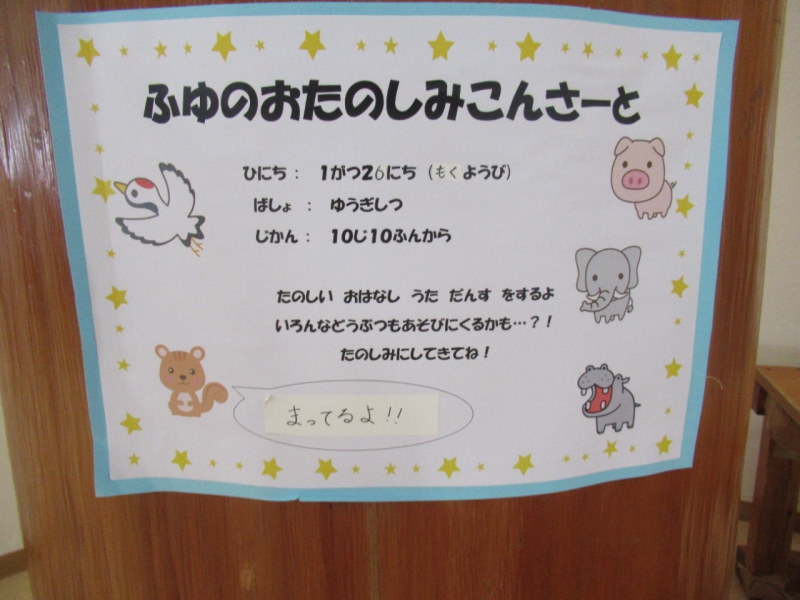 ふゆのおたのしみこんさーと
ひにち： 1がつ26にち（もくようび）
ばしょ ： ゆうぎしつ
じかん： 10じ10ふんから
たのしい おはなし うた だんす をするよ
いろんなどうぶつもあそびにくるかも…？！
たのしみにしてきてね！
まってるよ!!